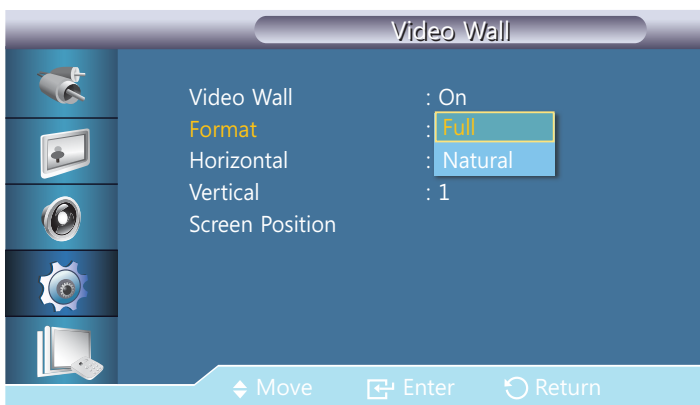 Video Wall
Video Wall : On
Format : Full
Horizontal : Natural
Vertical : 1
Screen Position
Move Enter Return